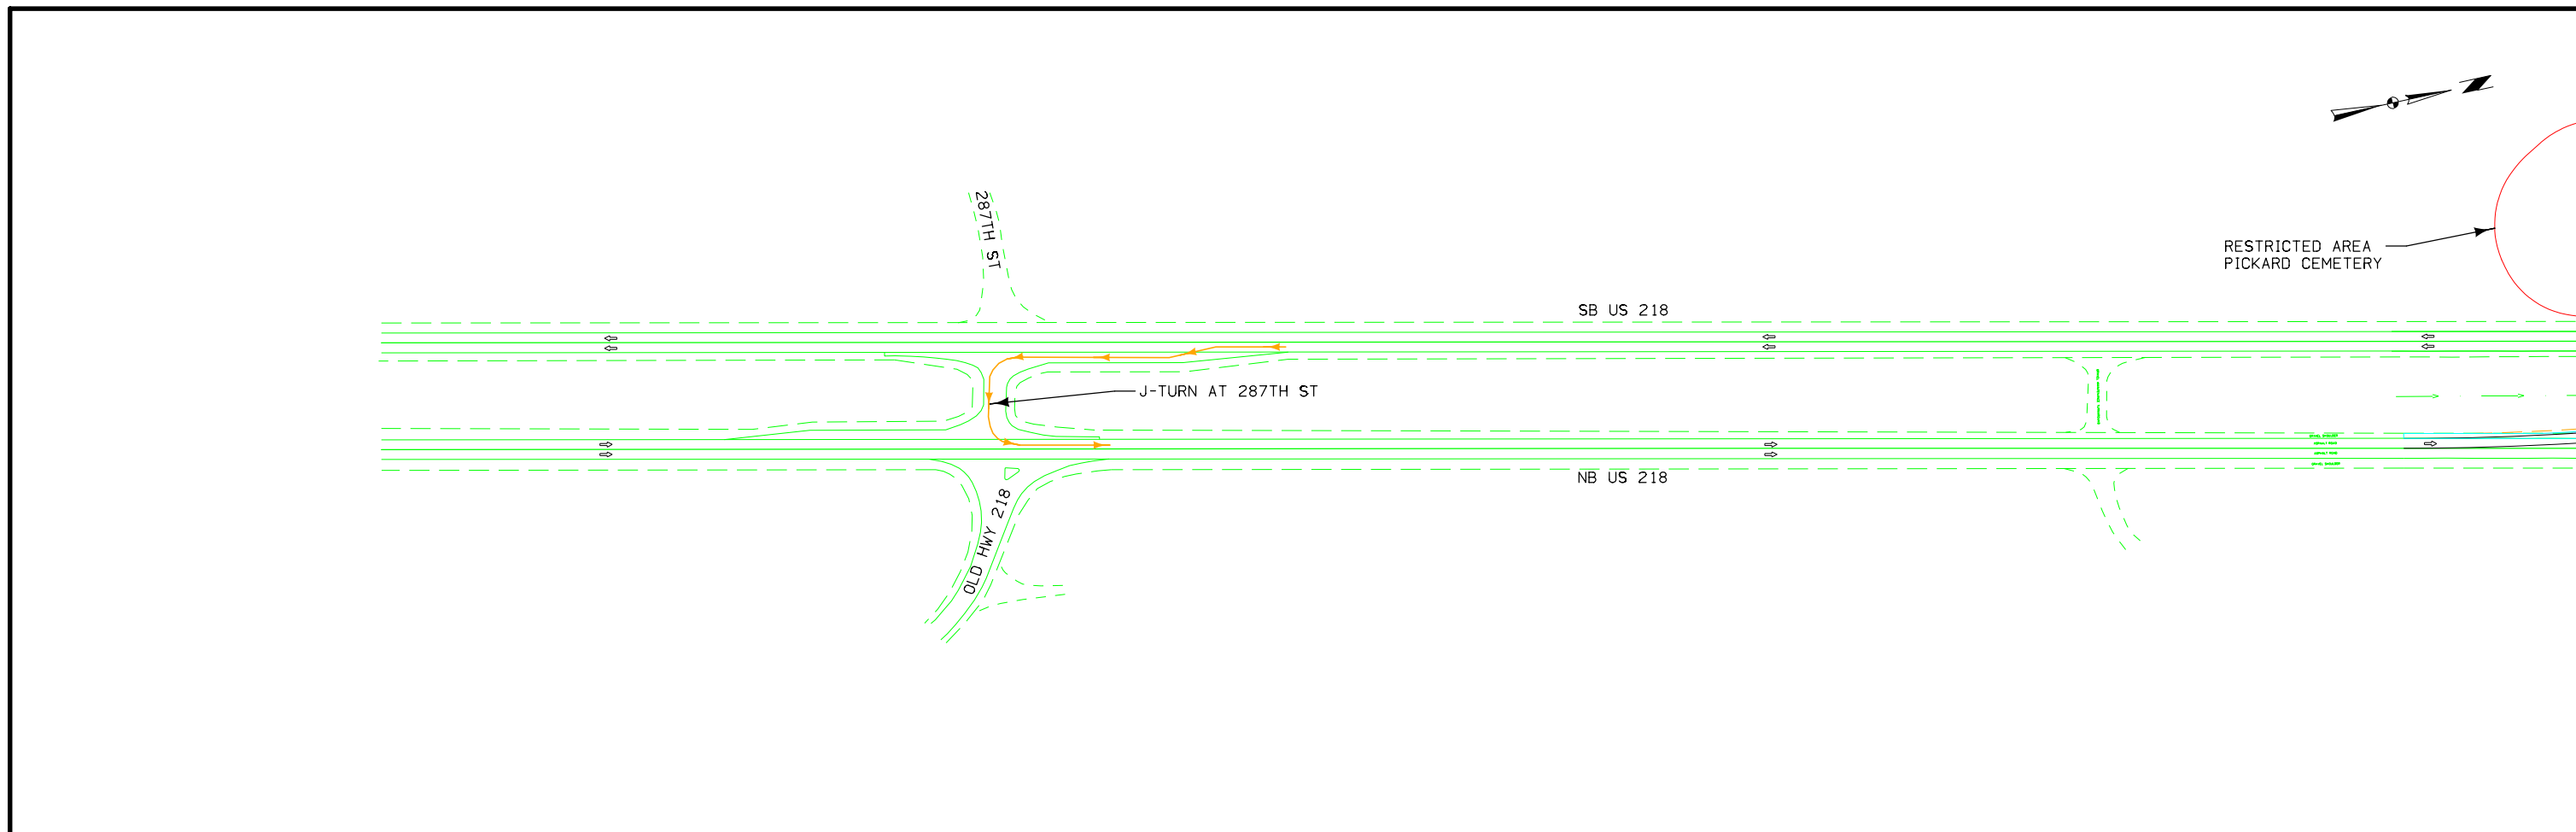 287TH ST
RESTRICTED AREA
PICKARD CEMETERY
SB US 218
J-TURN AT 287TH ST
NB US 218
OLD HWY 218
N